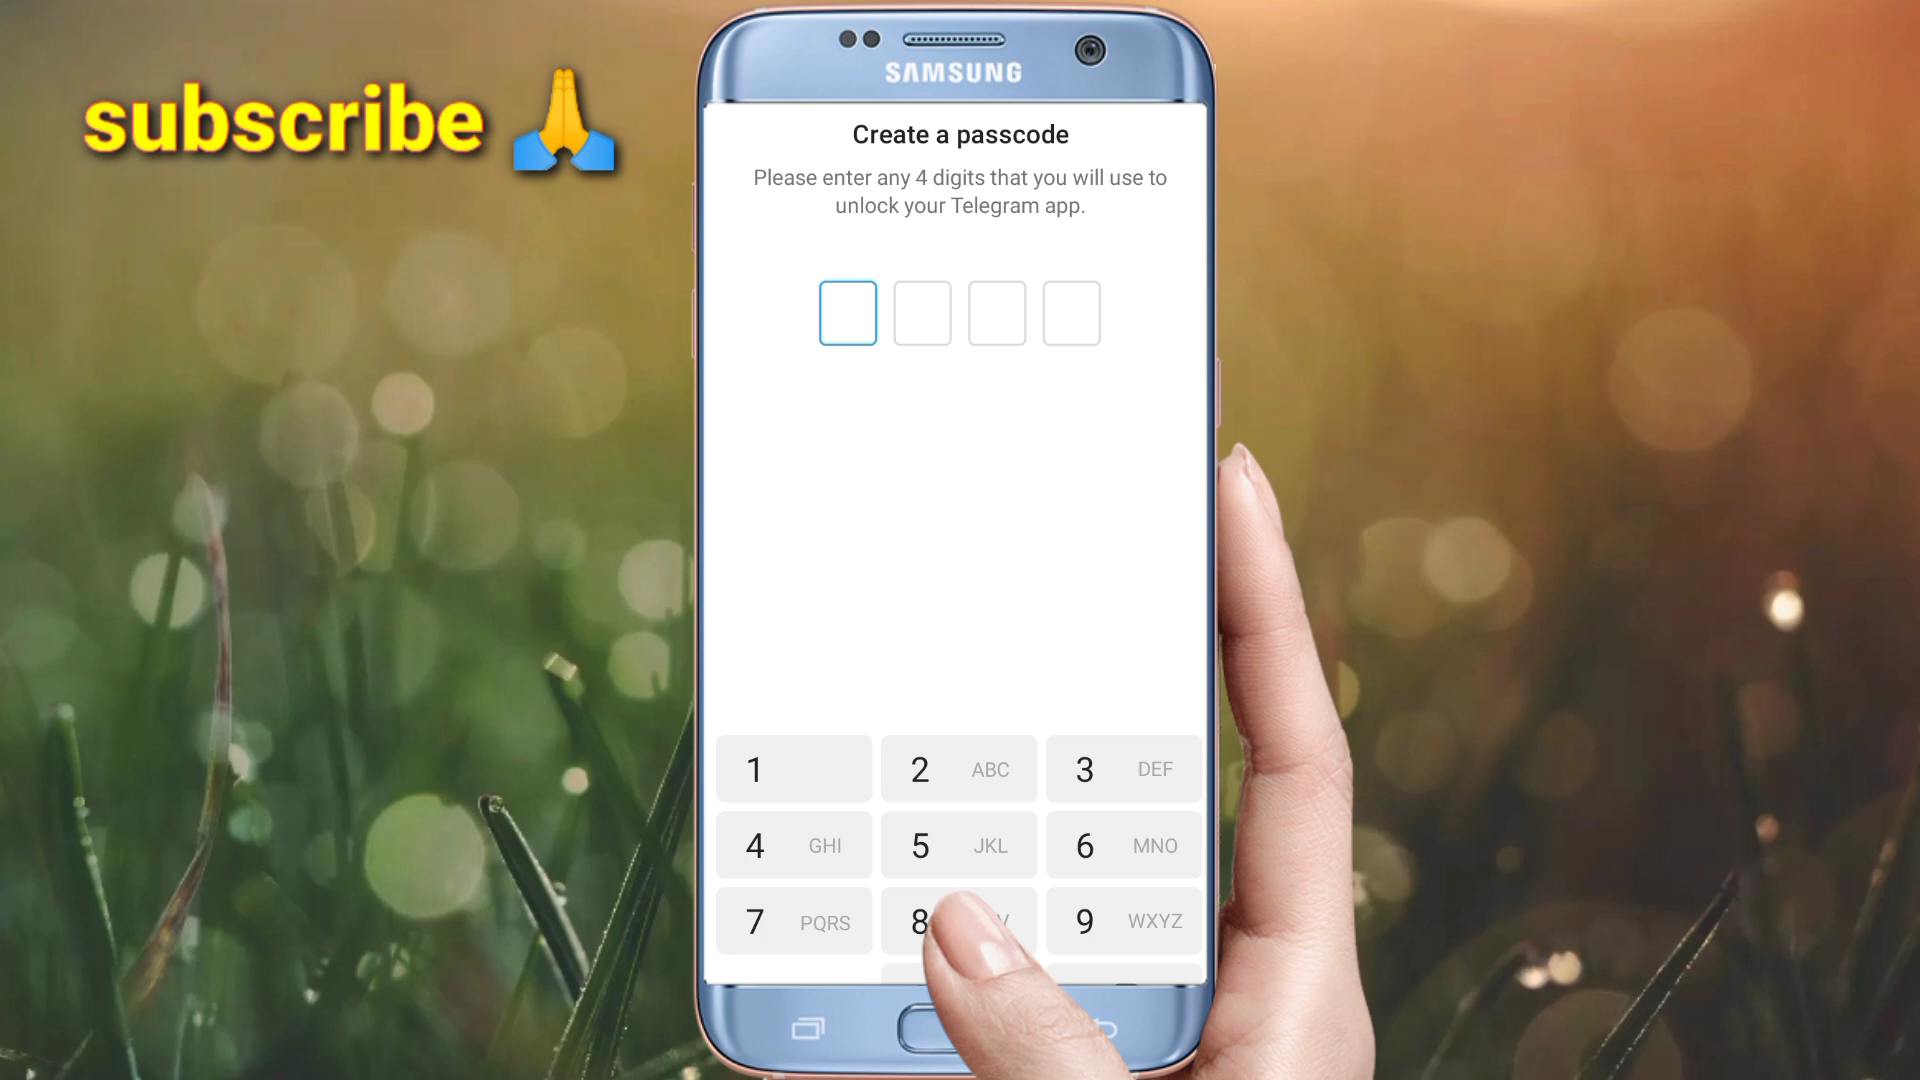 subscribe 🙏
SAMSUNG
Create a passcode
Please enter any 4 digits that you will use to
unlock your Telegram app.
1
2 ABC
3 DEF
4 GHI
5 JKL
6 MNO
7 PQRS
8
9 WXYZ